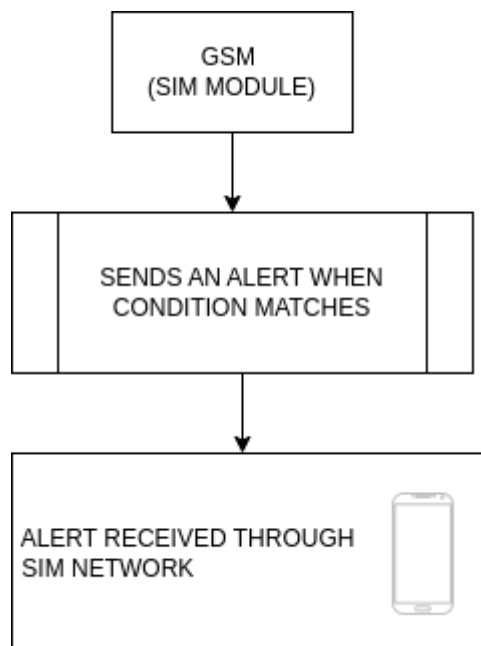 GSM
(SIM MODULE)
SENDS AN ALERT WHEN
CONDITION MATCHES
ALERT RECEIVED THROUGH
SIM NETWORK